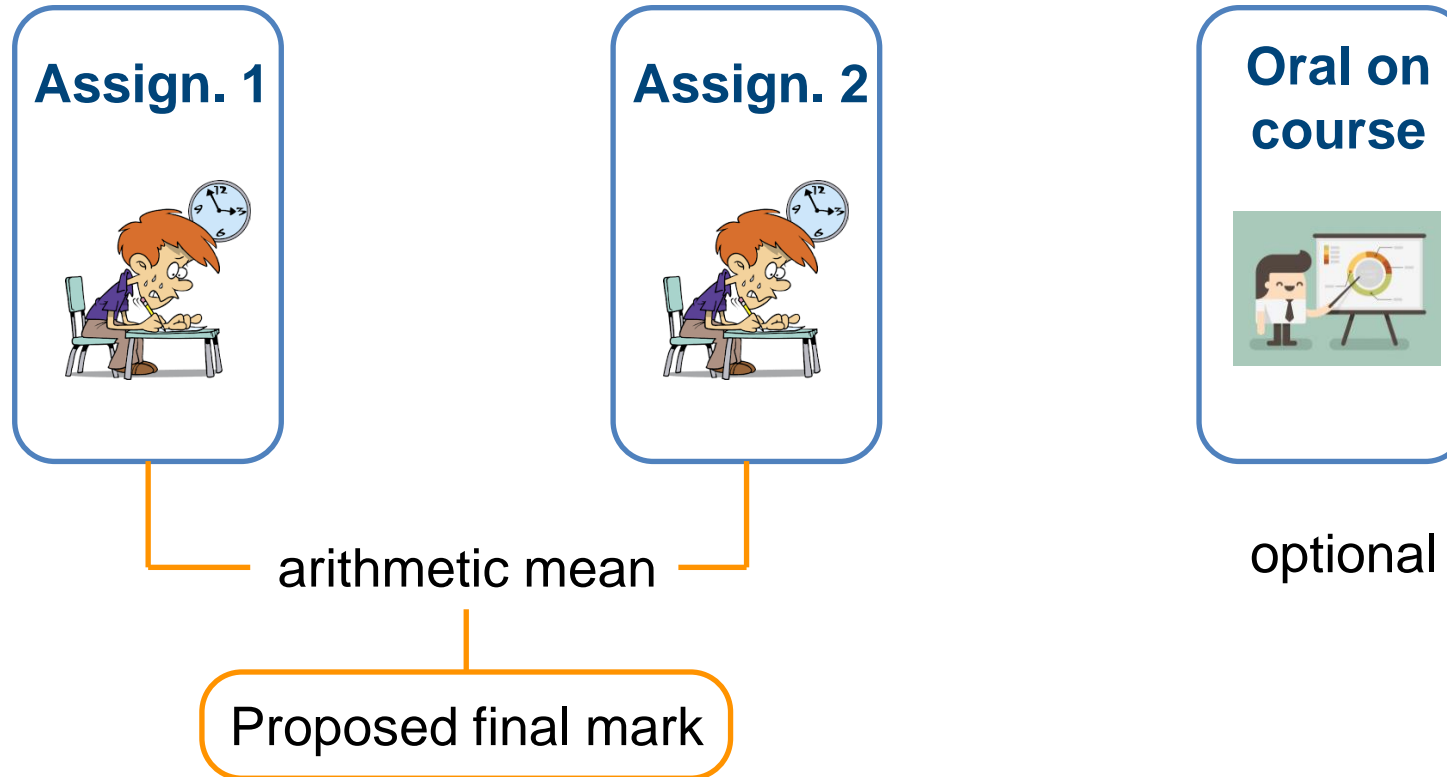 Assign. 1
Assign. 2
Oral on
course
arithmetic mean
optional
Proposed final mark